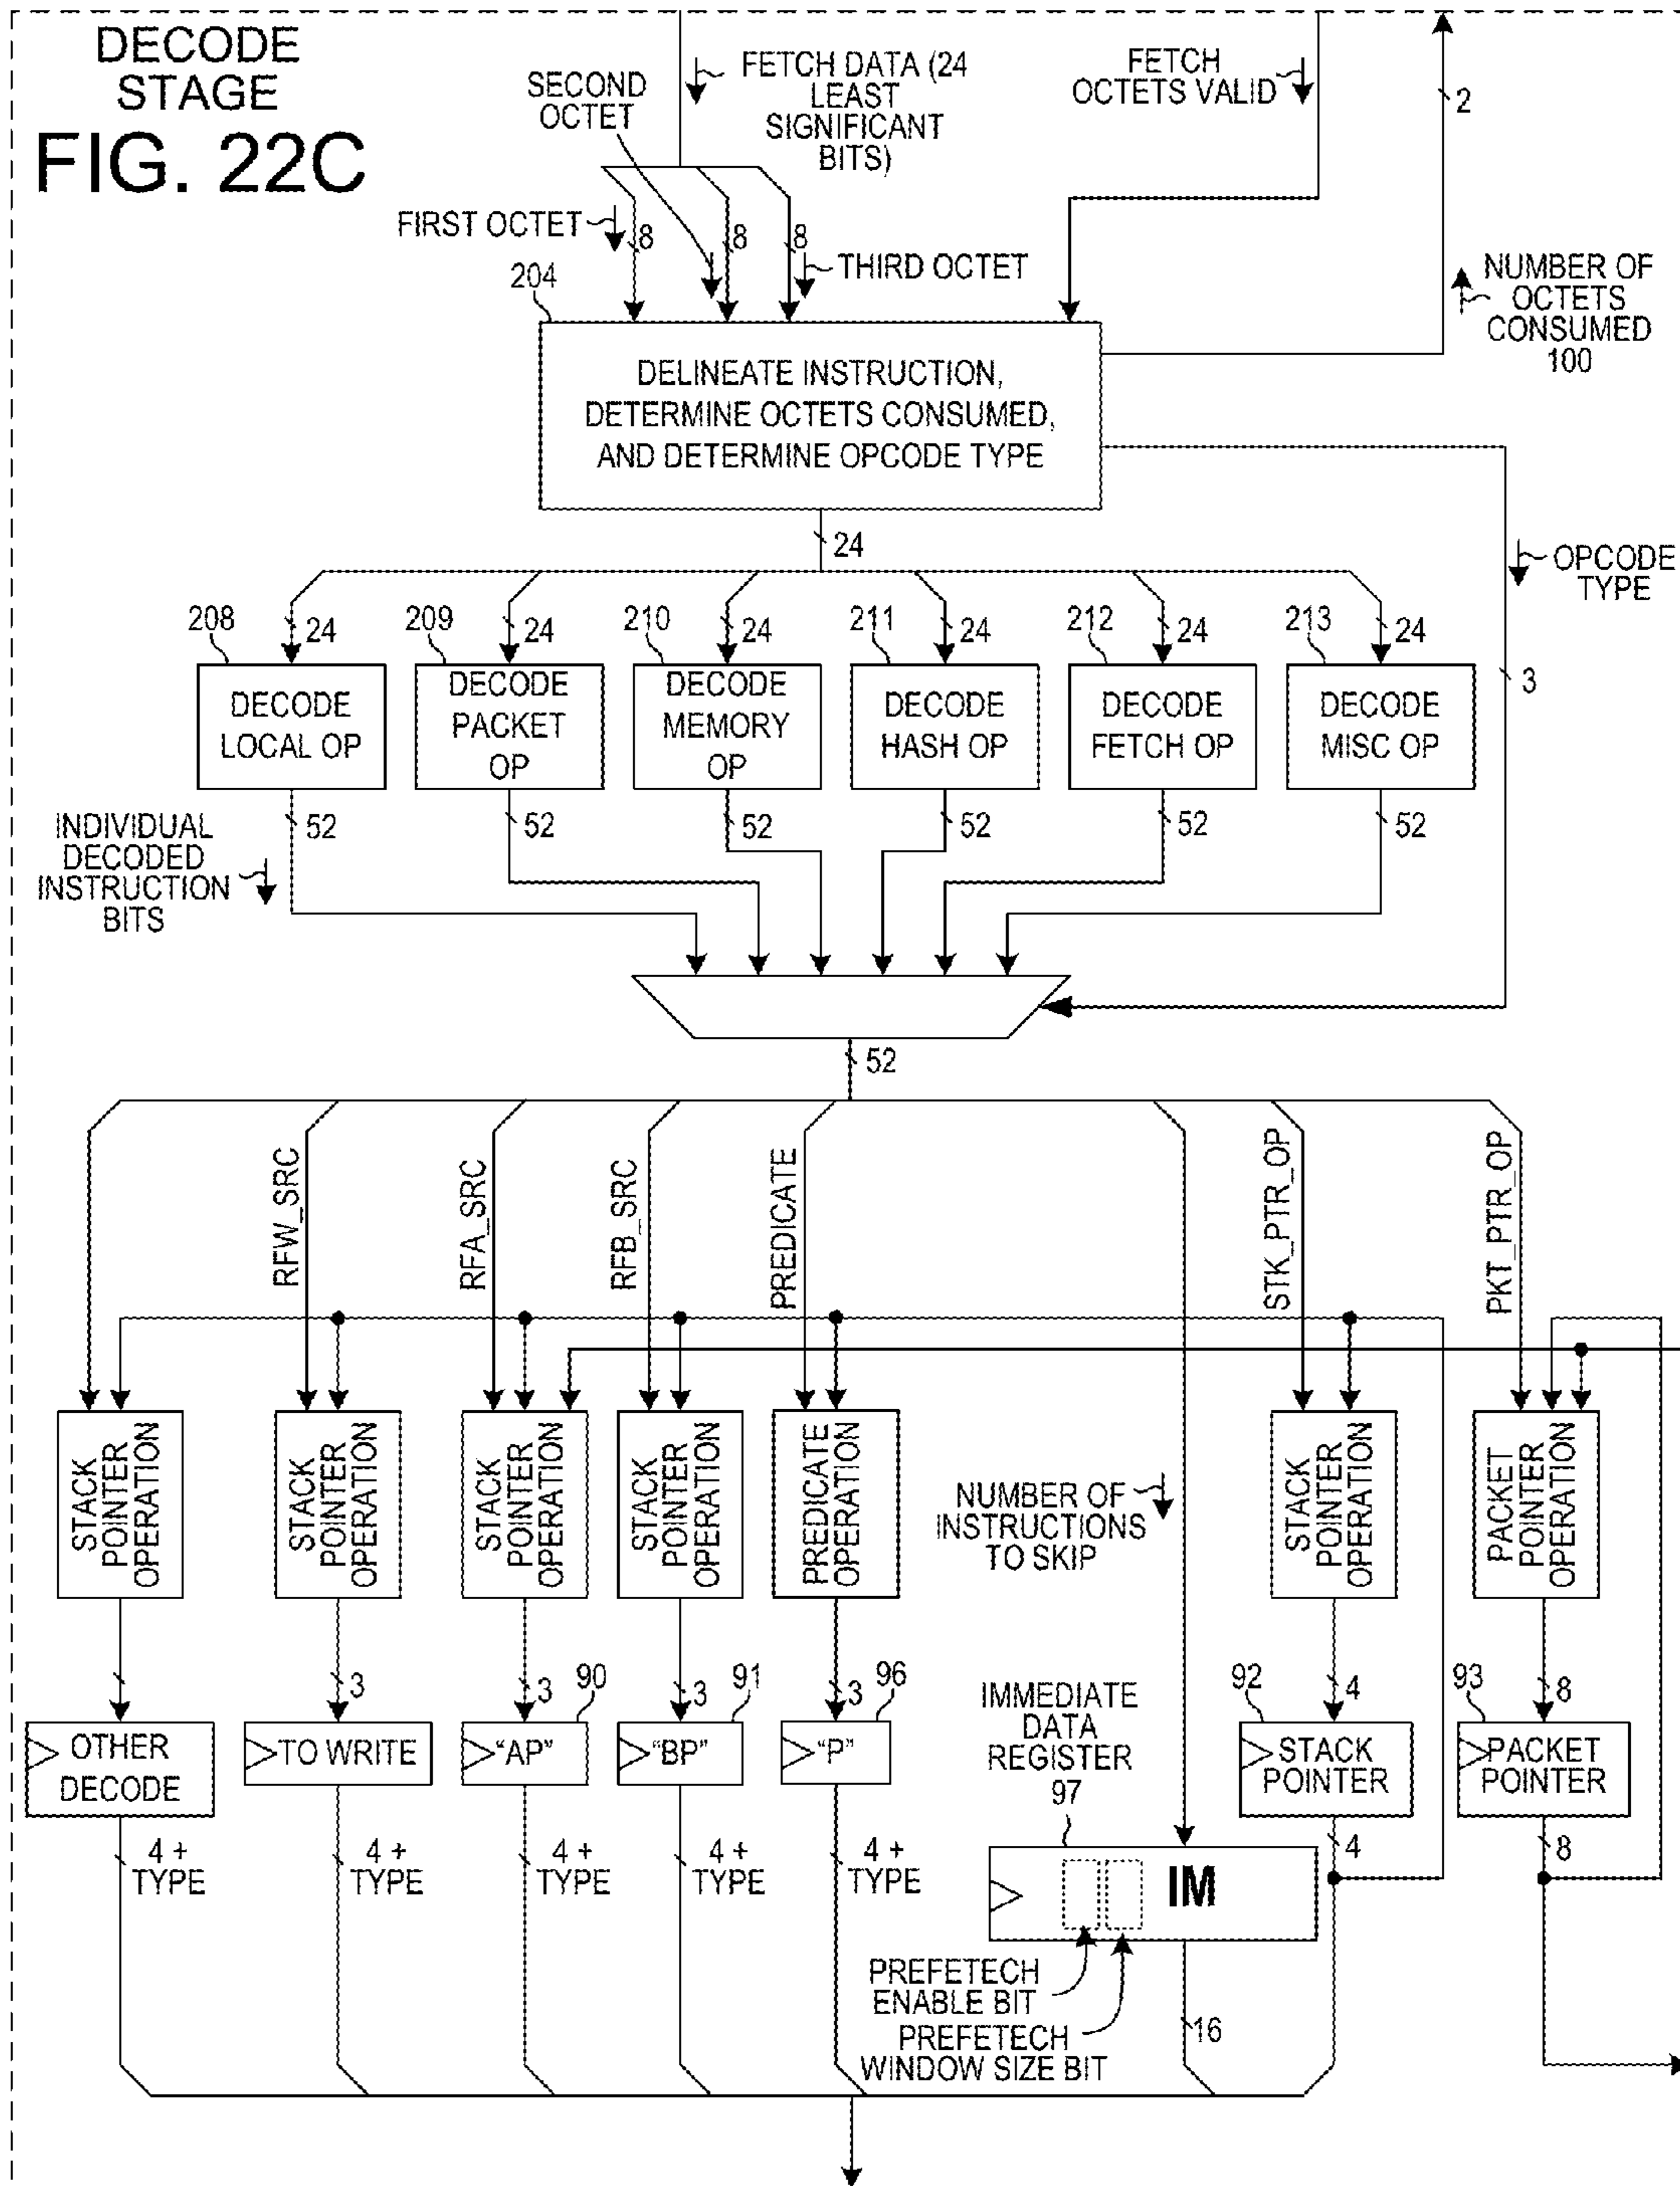 DECODE
STAGE
FIG. 22C
FETCH DATA (24
LEAST
SIGNIFICANT
BITS)
SECOND
OCTET
FETCH
OCTETS VALID
2
FIRST OCTET
8
8
8
THIRD OCTET
NUMBER OF
OCTETS
CONSUMED
100
204
DELINEATE INSTRUCTION,
DETERMINE OCTETS CONSUMED,
AND DETERMINE OPCODE TYPE
24
OPCODE
TYPE
3
208
24
209
24
210
24
211
24
212
24
213
24
DECODE
LOCAL OP
DECODE
PACKET
OP
DECODE
MEMORY
OP
DECODE
HASH OP
DECODE
FETCH OP
DECODE
MISC OP
52
52
52
52
52
52
INDIVIDUAL
DECODED
INSTRUCTION
BITS
52
RFW_SRC
RFA_SRC
RFB_SRC
PREDICATE
STK_PTR_OP
PKT_PTR_OP
STACK
POINTER
OPERATION
STACK
POINTER
OPERATION
STACK
POINTER
OPERATION
STACK
POINTER
OPERATION
PREDICATE
OPERATION
NUMBER OF
INSTRUCTIONS
TO SKIP
STACK
POINTER
OPERATION
PACKET
POINTER
OPERATION
3
3
90
3
91
3
96
4
92
8
93
OTHER
DECODE
TO WRITE
"AP"
"BP"
"P"
IMMEDIATE
DATA
REGISTER
97
STACK
POINTER
PACKET
POINTER
4 +
TYPE
4 +
TYPE
4 +
TYPE
4 +
TYPE
4 +
TYPE
IM
4
8
PREFETECH
ENABLE BIT
PREFETECH
WINDOW SIZE BIT
16